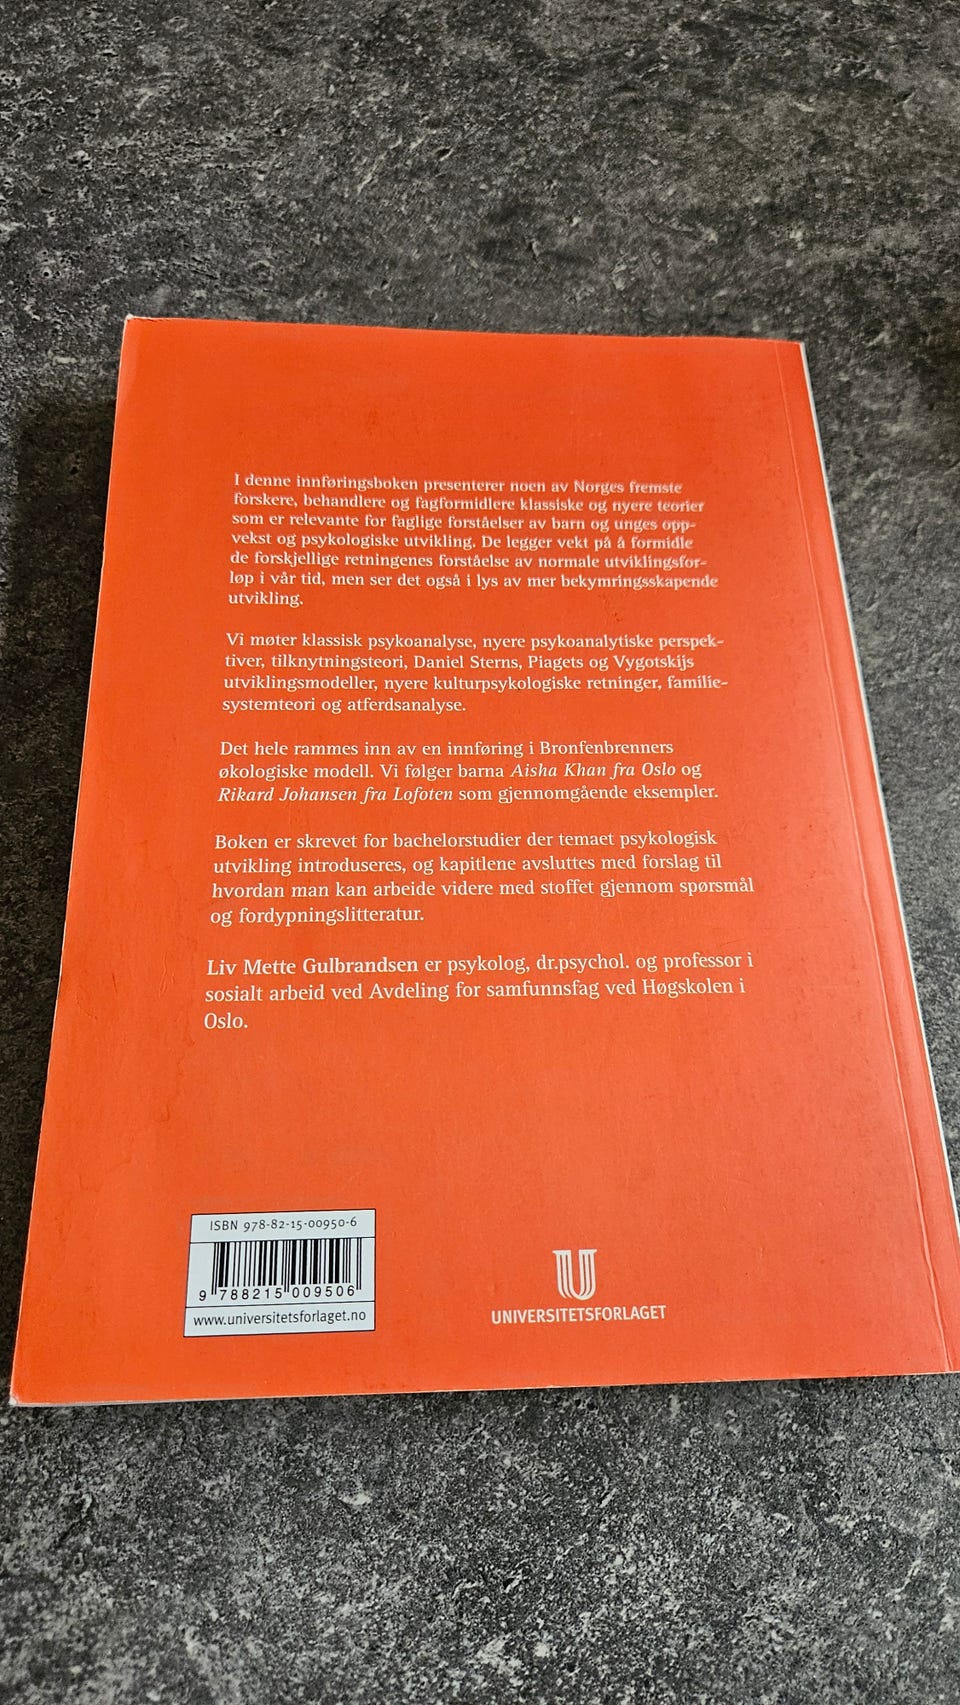 I denne innføringsboken presenterer noen av Norges fremste
forskere, behandlere og fagformidlere klassiske og nyere teorier
som er relevante for faglige forståelser av barn og unges opp-
vekst og psykologiske utvikling. De legger vekt på å formidle
de forskjellige retningenes forståelse av normale utviklingsfor-
løp i vår tid, men ser det også i lys av mer bekymringsskapende
utvikling.
Vi møter klassisk psykoanalyse, nyere psykoanalytiske perspek-
tiver, tilknytningsteori, Daniel Sterns, Piagets og Vygotskijs
utviklingsmodeller, nyere kulturpsykologiske retninger, familie-
systemteori og atferdsanalyse.
Det hele rammes inn av en innføring i Bronfenbrenners
økologiske modell. Vi følger barna Aisha Khan fra Oslo og
Rikard Johansen fra Lofoten som gjennomgående eksempler.
Boken er skrevet for bachelorstudier der temaet psykologisk
utvikling introduseres, og kapitlene avsluttes med forslag til
hvordan man kan arbeide videre med stoffet gjennom spørsmål
og fordypningslitteratur.
Liv Mette Gulbrandsen er psykolog, dr.psychol. og professor i
sosialt arbeid ved Avdeling for samfunnsfag ved Høgskolen i
Oslo.
ISBN 978-82-15-00950-6
9 788215 009506
www.universitetsforlaget.no
U
UNIVERSITETSFORLAGET